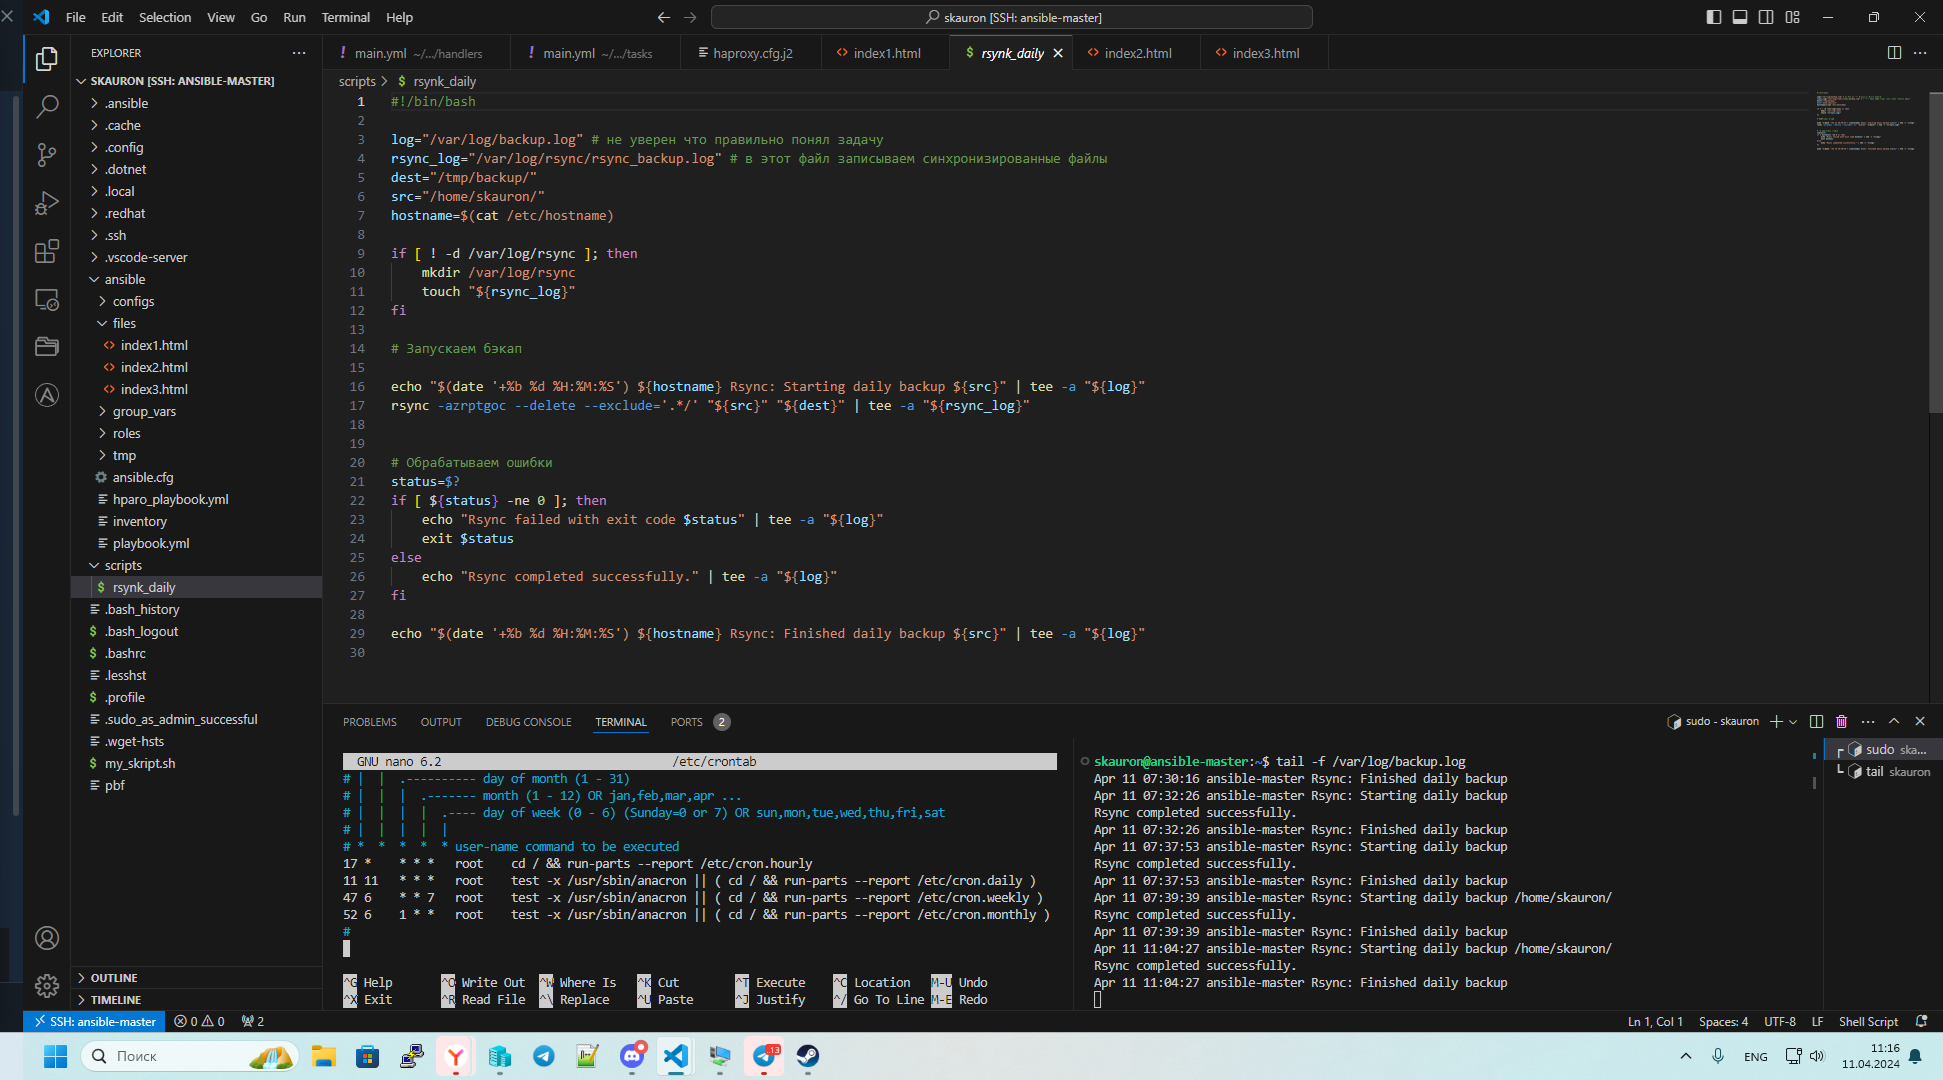 File Edit Selection View Go Run Terminal Help
skauron [SSH: ansible-master]
EXPLORER
SKAURON [SSH: ANSIBLE-MASTER]
.ansible
.cache
.config
.dotnet
.local
.redhat
.ssh
.vscode-server
ansible
configs
files
index1.html
index2.html
index3.html
group_vars
roles
tmp
ansible.cfg
hparo_playbook.yml
inventory
playbook.yml
scripts
rsynk_daily
.bash_history
.bash_logout
.bashrc
.lesshst
.profile
.sudo_as_admin_successful
.wget-hsts
my_skript.sh
pbf
OUTLINE
TIMELINE
main.yml ~/.../handlers
main.yml ~/.../tasks
haproxy.cfg.j2
index1.html
rsynk_daily
index2.html
index3.html
scripts > $ rsynk_daily
1 #!/bin/bash
2
3 log="/var/log/backup.log" # не уверен что правильно понял задачу
4 rsync_log="/var/log/rsync/rsync_backup.log" # в этот файл записываем синхронизированные файлы
5 dest="/tmp/backup/"
6 src="/home/skauron/"
7 hostname=$(cat /etc/hostname)
8
9 if [ ! -d /var/log/rsync ]; then
10 mkdir /var/log/rsync
11 touch "${rsync_log}"
12 fi
13
14 # Запускаем бэкап
15
16 echo "$(date '+%b %d %H:%M:%S') ${hostname} Rsync: Starting daily backup ${src}" | tee -a "${log}"
17 rsync -azrptgoc --delete --exclude='.*/' "${src}" "${dest}" | tee -a "${rsync_log}"
18
19
20 # Обрабатываем ошибки
21 status=$?
22 if [ ${status} -ne 0 ]; then
23 echo "Rsync failed with exit code $status" | tee -a "${log}"
24 exit $status
25 else
26 echo "Rsync completed successfully." | tee -a "${log}"
27 fi
28
29 echo "$(date '+%b %d %H:%M:%S') ${hostname} Rsync: Finished daily backup ${src}" | tee -a "${log}"
30
PROBLEMS OUTPUT DEBUG CONSOLE TERMINAL PORTS 2
sudo - skauron
GNU nano 6.2 /etc/crontab
# | | .---------- day of month (1 - 31)
# | | | .------- month (1 - 12) OR jan,feb,mar,apr ...
# | | | | .---- day of week (0 - 6) (Sunday=0 or 7) OR sun,mon,tue,wed,thu,fri,sat
# | | | | |
# * * * * * user-name command to be executed
17 * * * * root cd / && run-parts --report /etc/cron.hourly
11 11 * * * root test -x /usr/sbin/anacron || ( cd / && run-parts --report /etc/cron.daily )
47 6 * * 7 root test -x /usr/sbin/anacron || ( cd / && run-parts --report /etc/cron.weekly )
52 6 1 * * root test -x /usr/sbin/anacron || ( cd / && run-parts --report /etc/cron.monthly )
#
^G Help ^O Write Out ^W Where Is ^K Cut ^T Execute ^C Location M-U Undo
^X Exit ^R Read File ^\ Replace ^U Paste ^J Justify ^/ Go To Line M-E Redo
skauron@ansible-master:~$ tail -f /var/log/backup.log
Apr 11 07:30:16 ansible-master Rsync: Finished daily backup
Apr 11 07:32:26 ansible-master Rsync: Starting daily backup
Rsync completed successfully.
Apr 11 07:32:26 ansible-master Rsync: Finished daily backup
Apr 11 07:37:53 ansible-master Rsync: Starting daily backup
Rsync completed successfully.
Apr 11 07:37:53 ansible-master Rsync: Finished daily backup
Apr 11 07:39:39 ansible-master Rsync: Starting daily backup /home/skauron/
Rsync completed successfully.
Apr 11 07:39:39 ansible-master Rsync: Finished daily backup
Apr 11 11:04:27 ansible-master Rsync: Starting daily backup /home/skauron/
Rsync completed successfully.
Apr 11 11:04:27 ansible-master Rsync: Finished daily backup
sudo ska...
tail skauron
SSH: ansible-master 0 0 2
Ln 1, Col 1 Spaces: 4 UTF-8 LF Shell Script
Поиск
13
ENG
11:16
11.04.2024